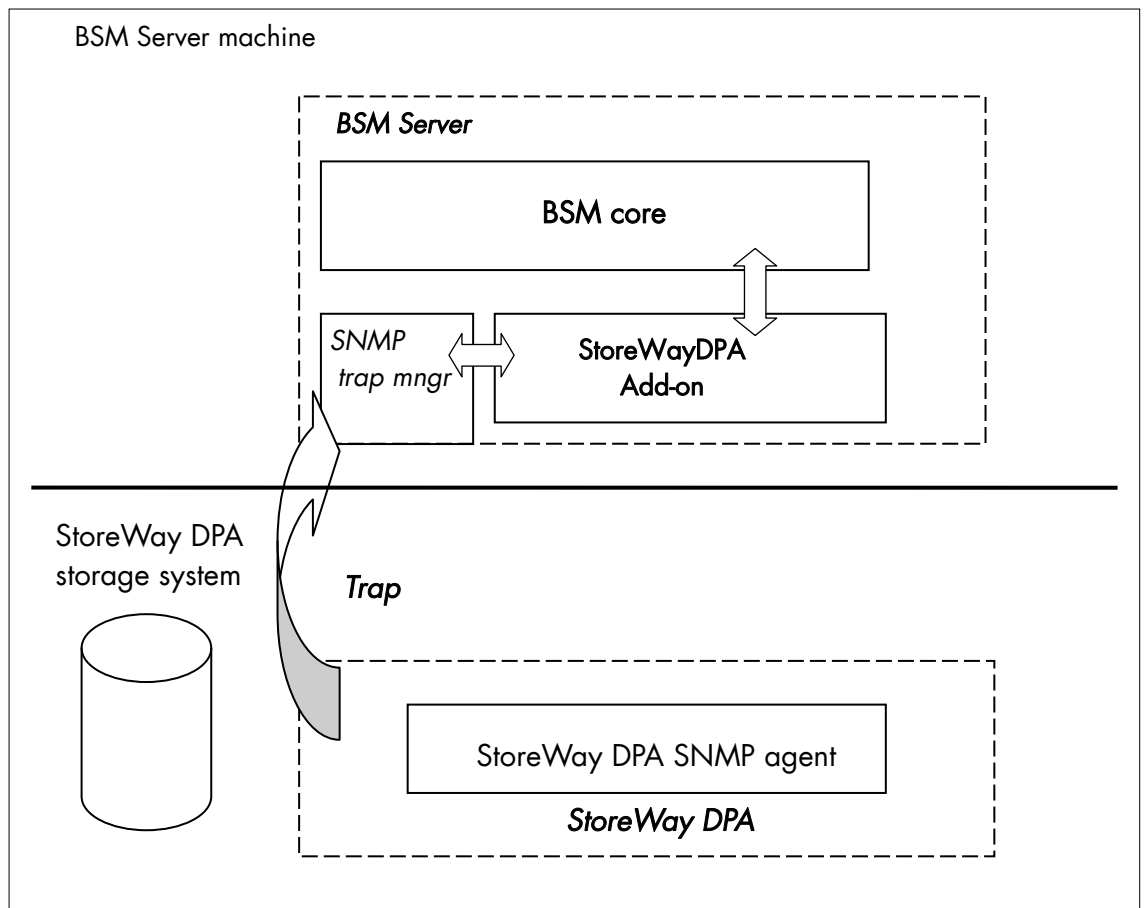 BSM Server machine
BSM Server
BSM core
SNMP
trap mngr
StoreWayDPA
Add-on
StoreWay DPA
storage system
Trap
StoreWay DPA SNMP agent
StoreWay DPA